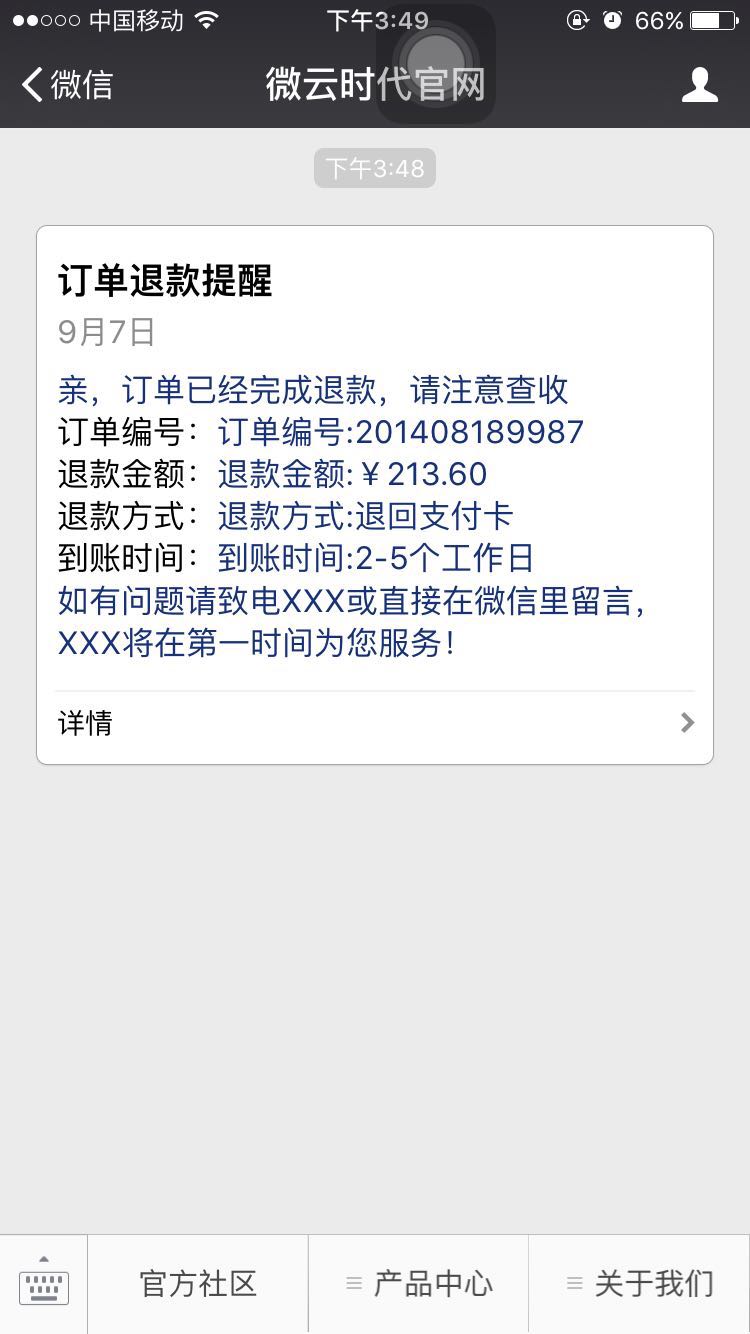 中国移动 下午3:49 66%
微信 微云时代官网
下午3:48
订单退款提醒
9月7日
亲，订单已经完成退款，请注意查收
订单编号：订单编号:201408189987
退款金额：退款金额:￥213.60
退款方式：退款方式:退回支付卡
到账时间：到账时间:2-5个工作日
如有问题请致电XXX或直接在微信里留言，
XXX将在第一时间为您服务！
详情
官方社区 产品中心 关于我们